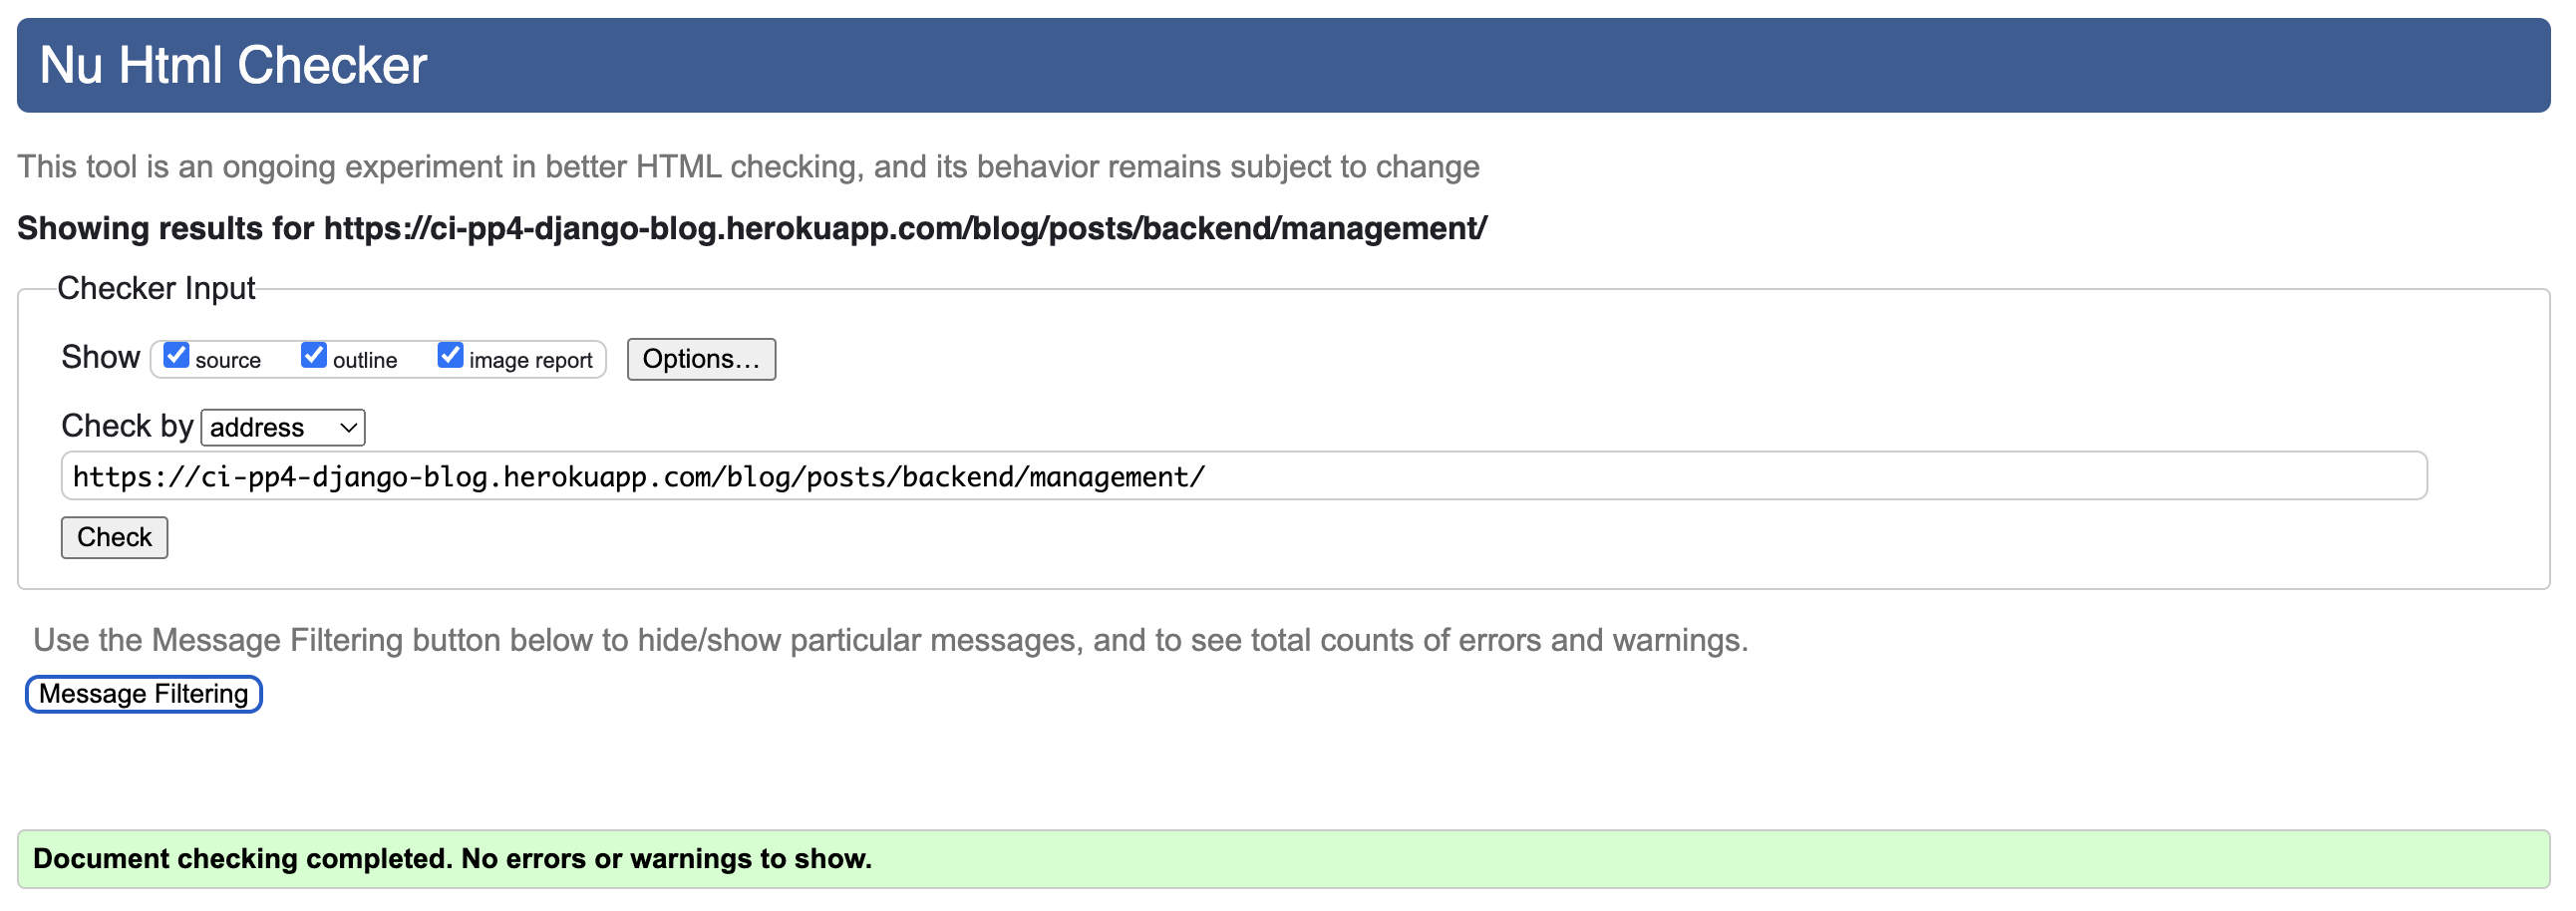 Nu Html Checker
This tool is an ongoing experiment in better HTML checking, and its behavior remains subject to change
Showing results for https://ci-pp4-django-blog.herokuapp.com/blog/posts/backend/management/
Checker Input
Show source outline image report Options…
Check by address
https://ci-pp4-django-blog.herokuapp.com/blog/posts/backend/management/
Check
Use the Message Filtering button below to hide/show particular messages, and to see total counts of errors and warnings.
Message Filtering
Document checking completed. No errors or warnings to show.